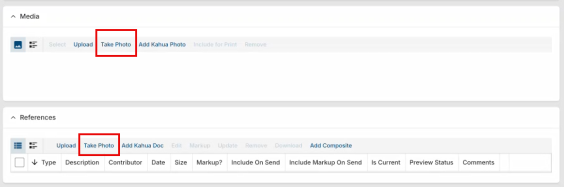 Media
Select Upload Take Photo Add Kahua Photo Include for Print Remove
References
Upload Take Photo Add Kahua Doc Edit Markup Update Remove Download Add Composite
Type Description Contributor Date Size Markup? Include On Send Include Markup On Send Is Current Preview Status Comments